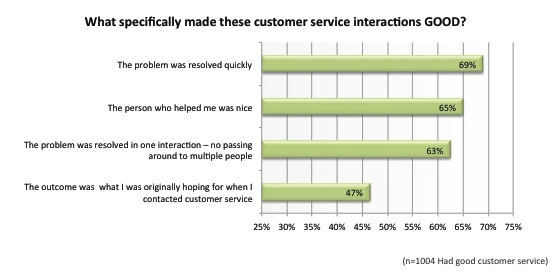 What specifically made these customer service interactions GOOD?
The problem was resolved quickly
69%
The person who helped me was nice
65%
The problem was resolved in one interaction – no passing
around to multiple people
63%
The outcome was what I was originally hoping for when I
contacted customer service
47%
25% 30% 35% 40% 45% 50% 55% 60% 65% 70% 75%
(n=1004 Had good customer service)